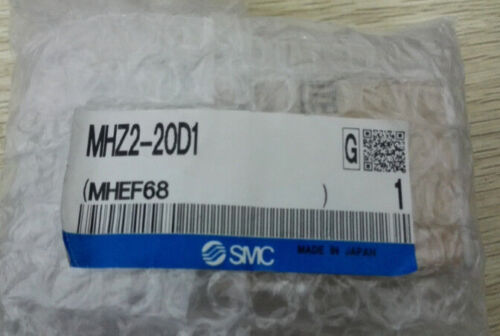 MHZ2-20D1
G
(MHEF68 )
1
SMC MADE IN JAPAN